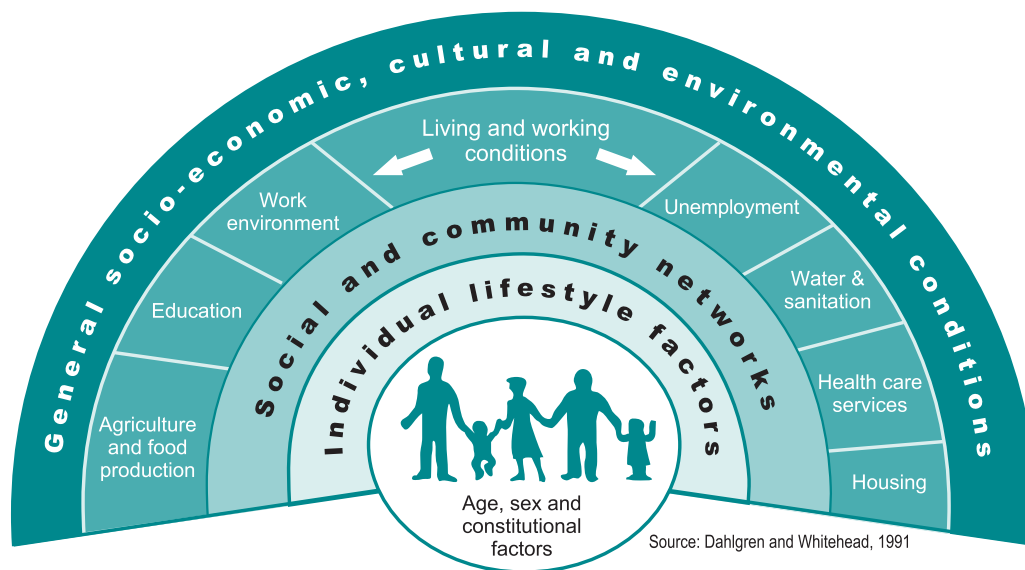 General socio-economic, cultural and environmental conditions
Living and working
conditions
Work
environment
Unemployment
Education
Water &
sanitation
Agriculture
and food
production
Health care
services
Housing
Social and community networks
Individual lifestyle factors
Age, sex and
constitutional
factors
Source: Dahlgren and Whitehead, 1991